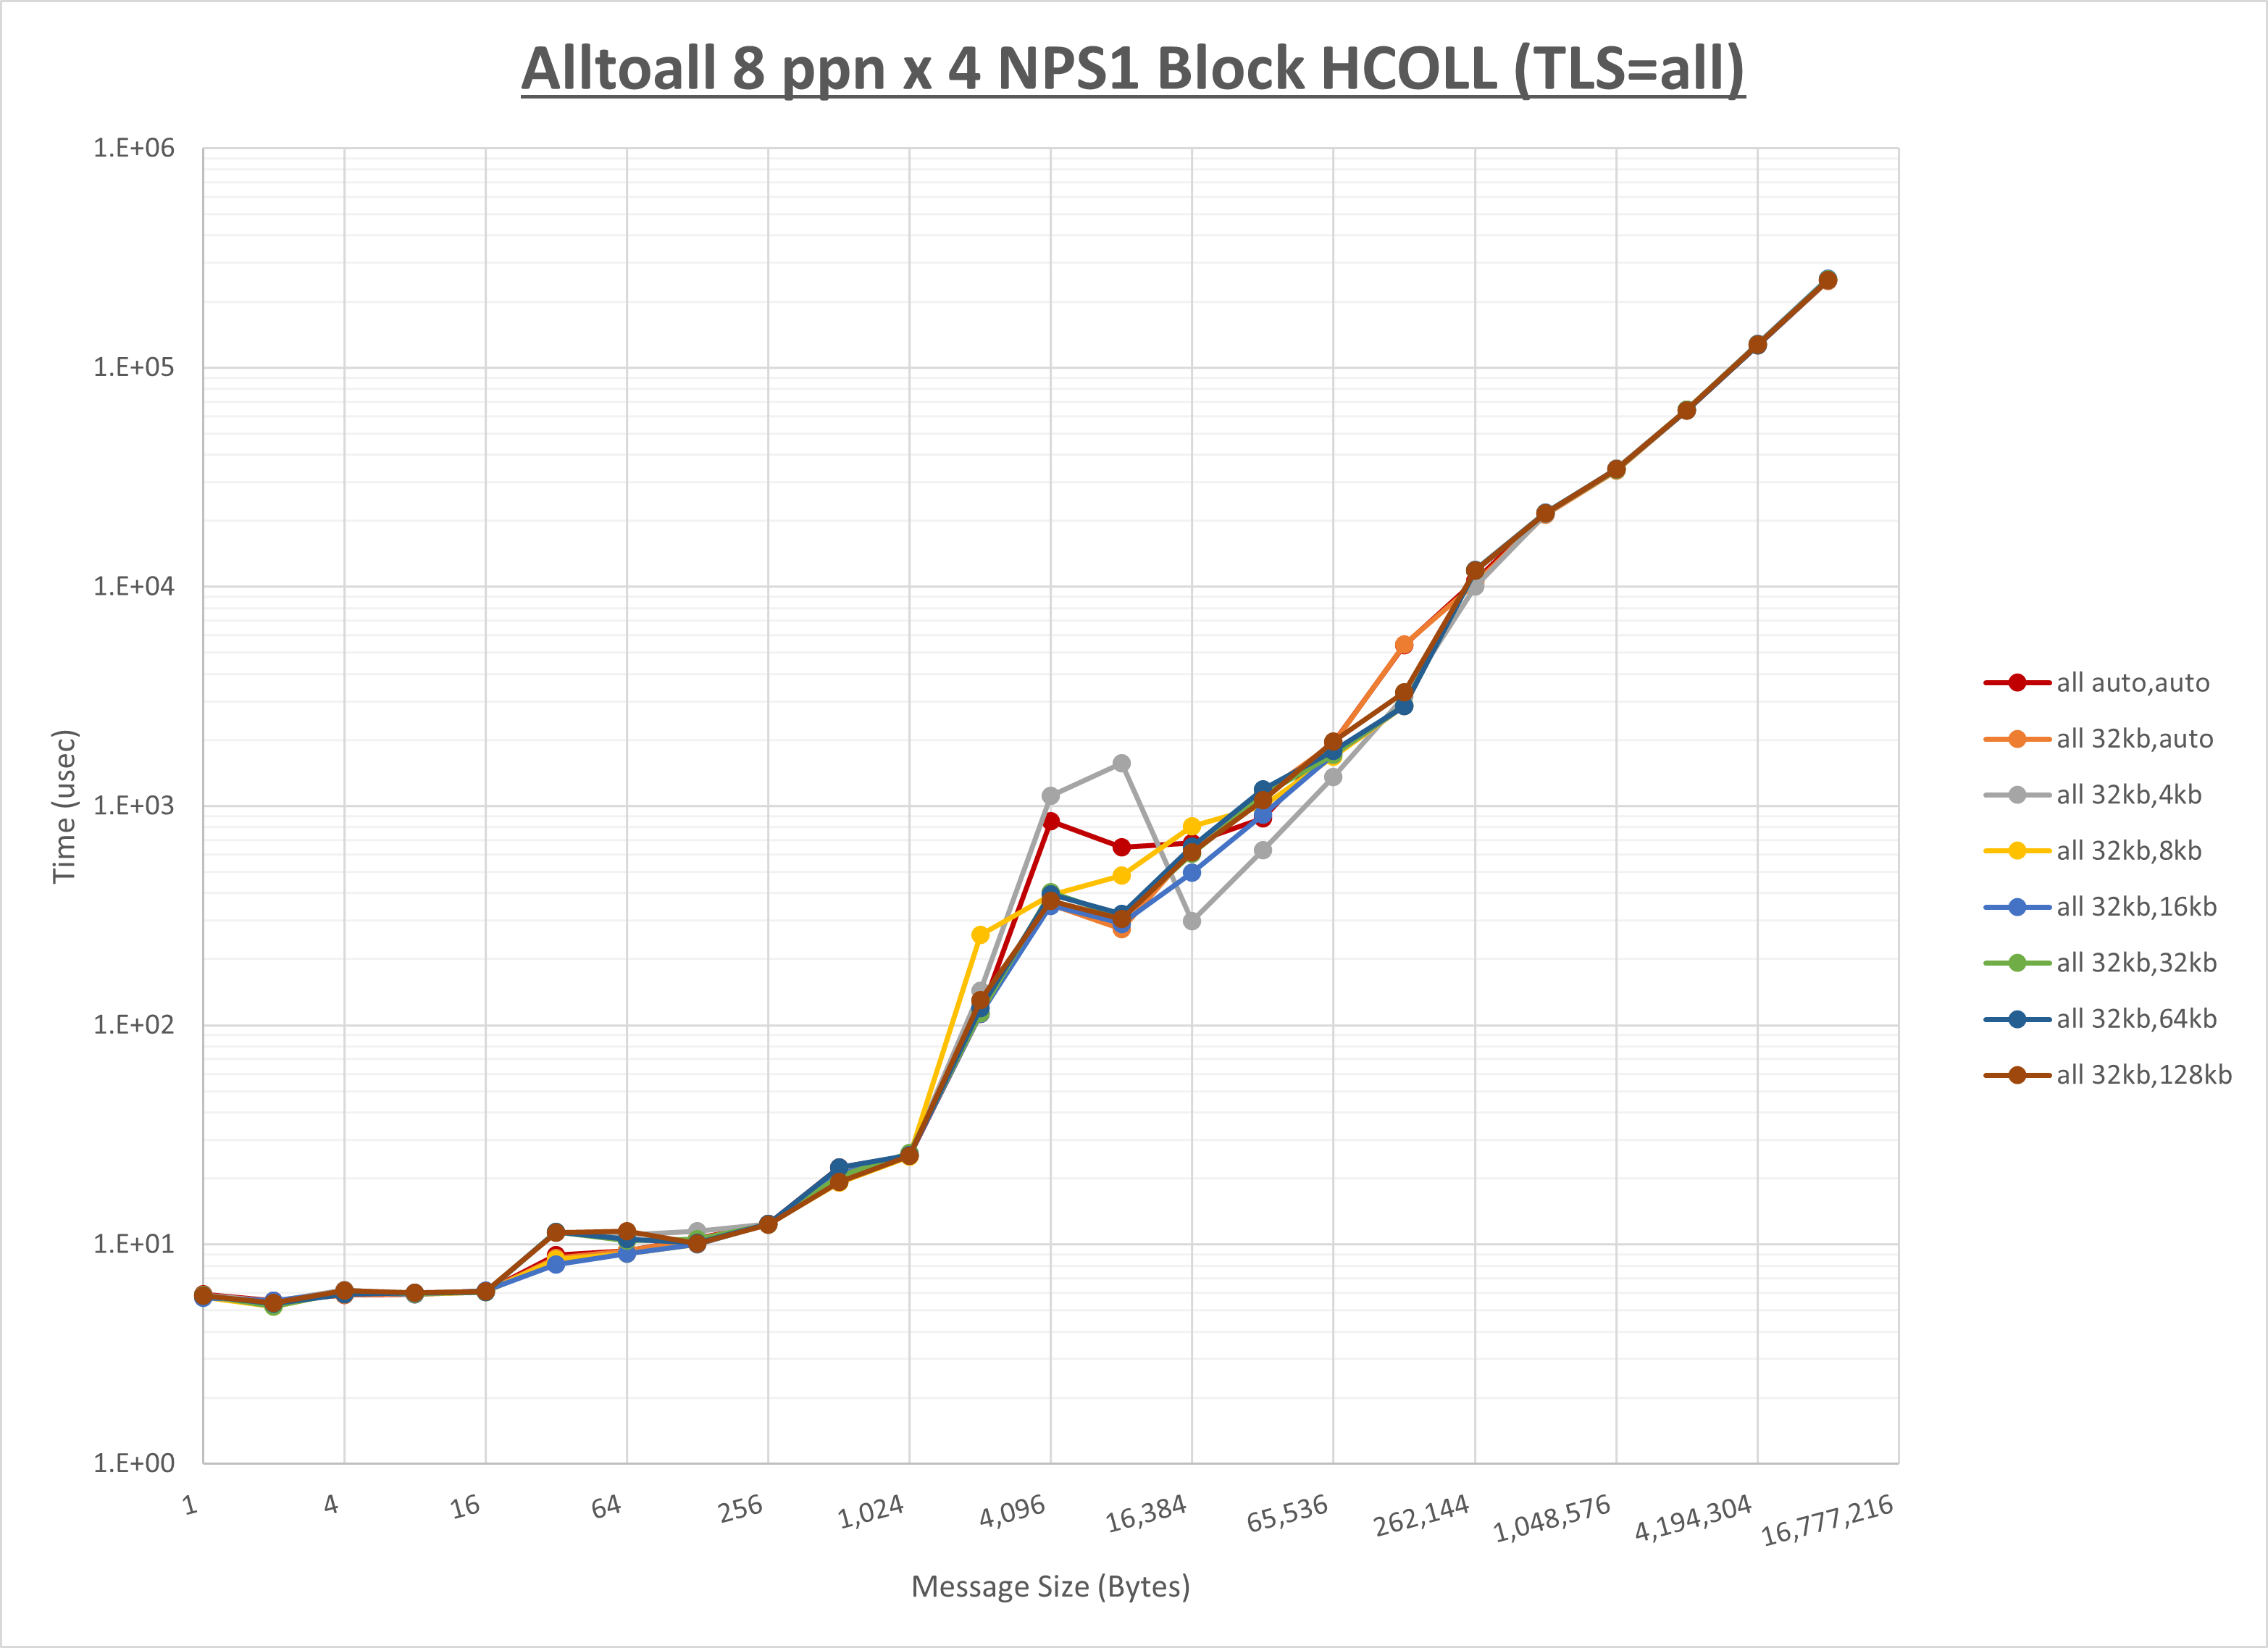 Alltoall 8 ppn x 4 NPS1 Block HCOLL (TLS=all)
1.E+06
1.E+05
1.E+04
1.E+03
1.E+02
1.E+01
1.E+00
Time (usec)
1
4
16
64
256
1,024
4,096
16,384
65,536
262,144
1,048,576
4,194,304
16,777,216
Message Size (Bytes)
all auto,auto
all 32kb,auto
all 32kb,4kb
all 32kb,8kb
all 32kb,16kb
all 32kb,32kb
all 32kb,64kb
all 32kb,128kb